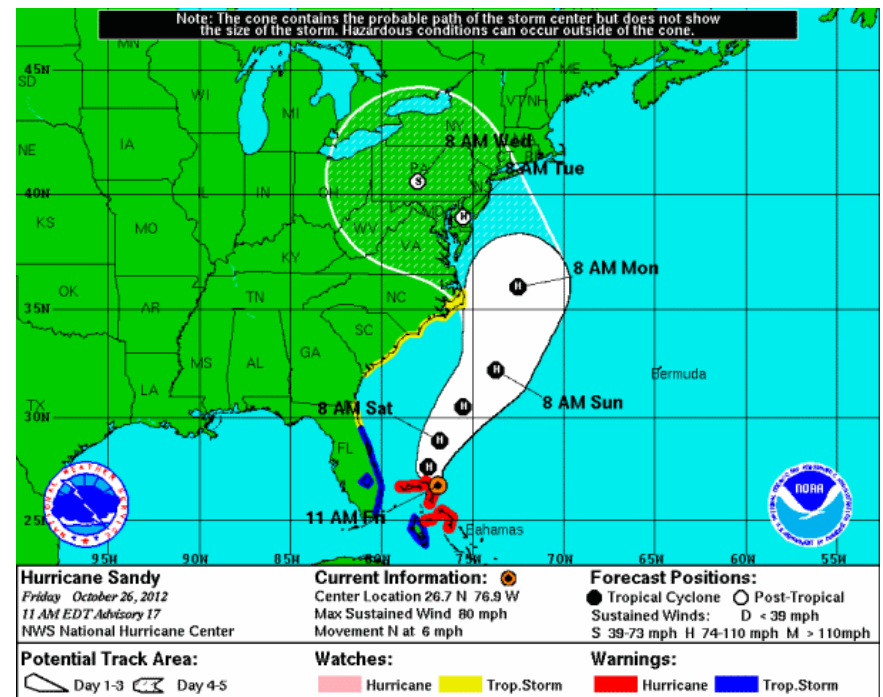 Note: The cone contains the probable path of the storm center but does not show
the size of the storm. Hazardous conditions can occur outside of the cone.
MN
ME
45N
SD
WI
VT NH
MI
NY
8 AM Wed
NE
IA
PA
8 AM Tue
40N
IL
IN
OH
NJ
MD
KS
MO
WV
VA
KY
8 AM Mon
OK
TN
NC
AR
35N
SC
MS
AL
GA
Bermuda
LA
8 AM Sun
TX
8 AM Sat
30N
FL
NATIONAL WEATHER SERVICE
NOAA
11 AM Fri
25N
Bahamas
95W
90W
85W
80W
75W
70W
65W
60W
55W
S
H
H
H
H
H
H
Hurricane Sandy
Friday October 26, 2012
11 AM EDT Advisory 17
NWS National Hurricane Center
Current Information:
Center Location 26.7 N 76.9 W
Max Sustained Wind 80 mph
Movement N at 6 mph
Forecast Positions:
Tropical Cyclone Post-Tropical
Sustained Winds: D < 39 mph
S 39-73 mph H 74-110 mph M > 110mph
Potential Track Area:
Day 1-3 Day 4-5
Watches:
Hurricane Trop.Storm
Warnings:
Hurricane Trop.Storm